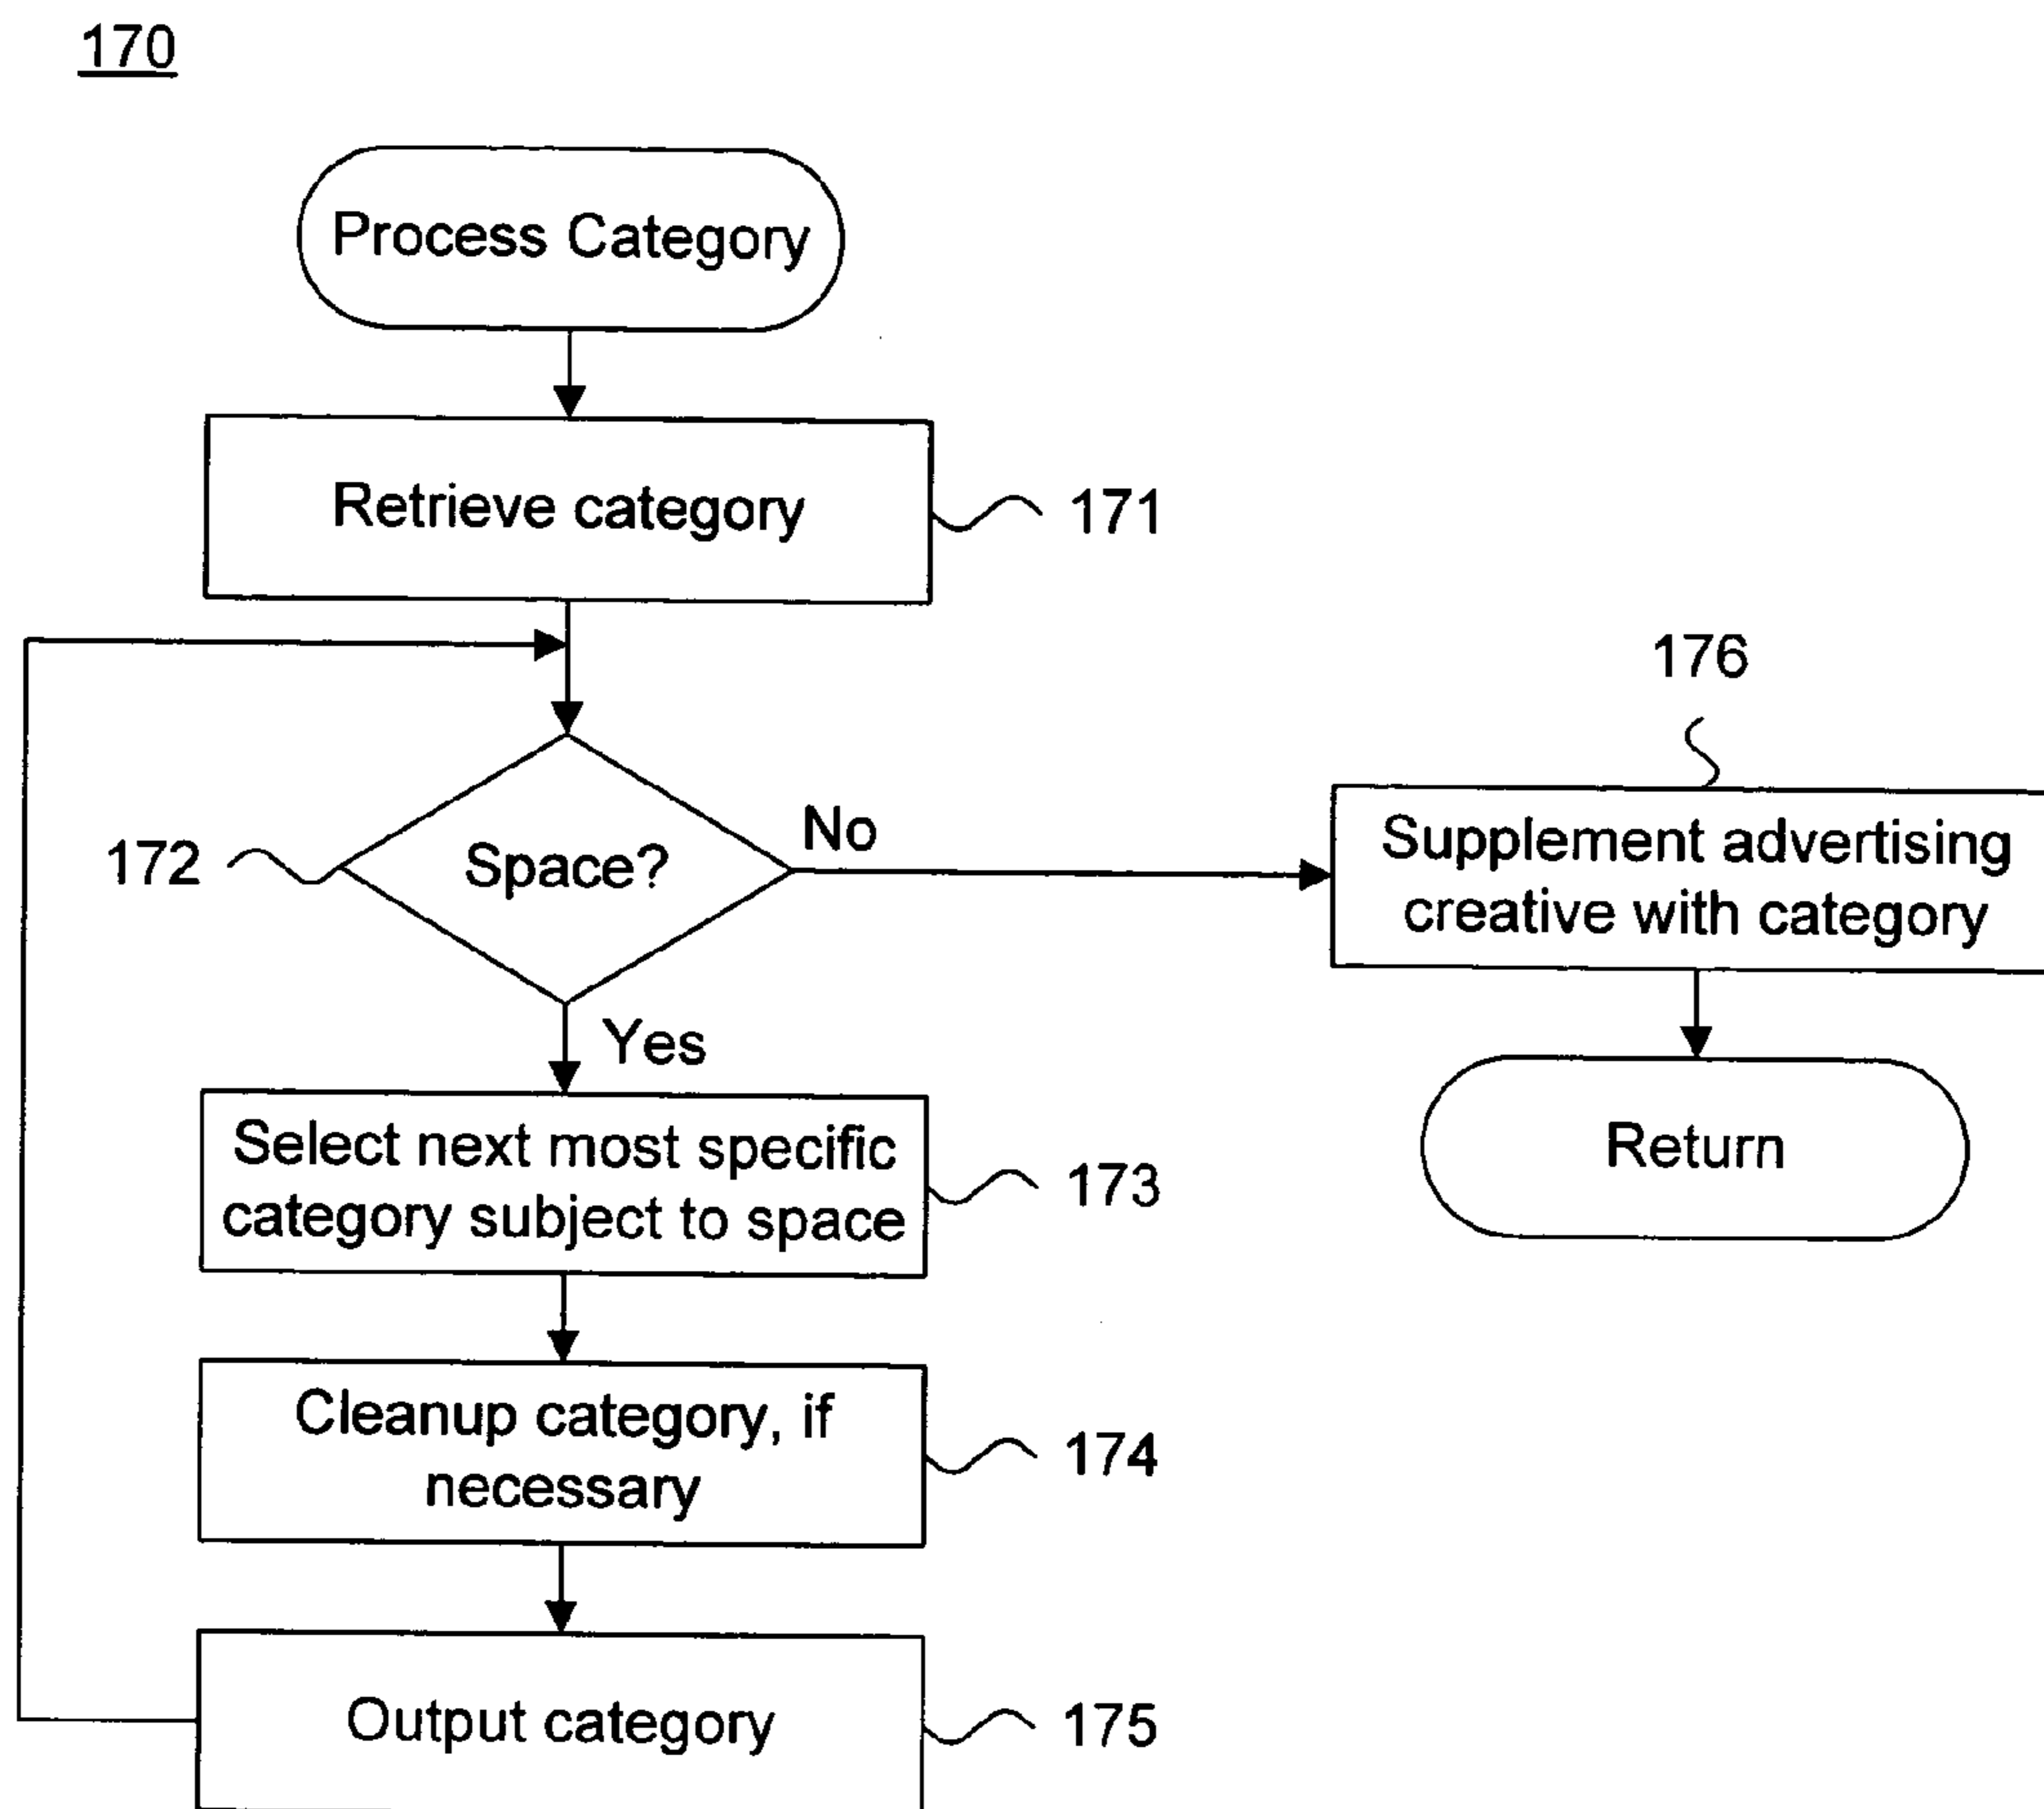 170
Process Category
Retrieve category
171
172
Space?
No
Yes
176
Supplement advertising
creative with category
Return
Select next most specific
category subject to space
173
Cleanup category, if
necessary
174
Output category
175